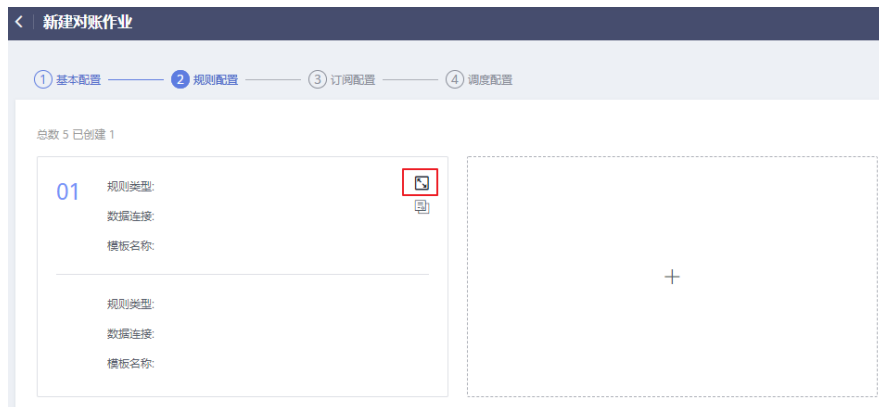 新建对账作业
1 基本配置 2 规则配置 3 订阅配置 4 调度配置
总数 5 已创建 1
01
规则类型:
数据连接:
模板名称:
规则类型:
数据连接:
模板名称: